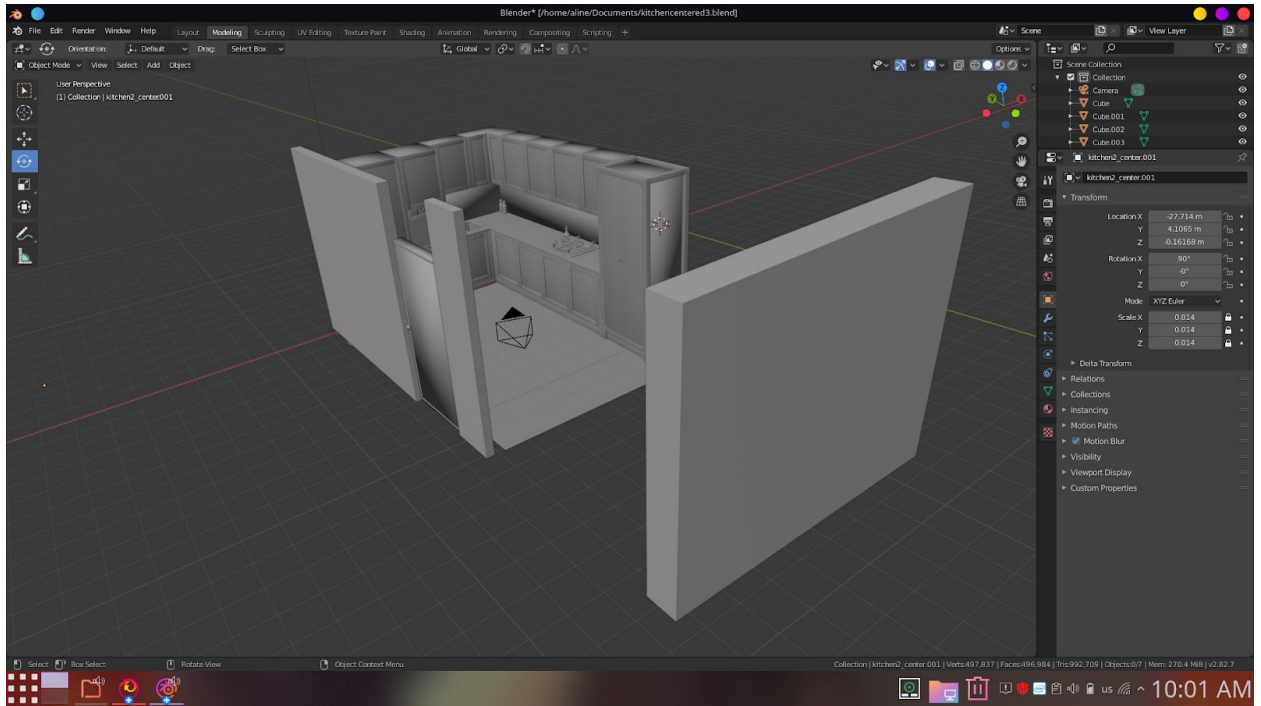 Blender* [/home/aline/Documents/kitchencentered3.blend]
File Edit Render Window Help Layout Modeling Sculpting UV Editing Texture Paint Shading Animation Rendering Compositing Scripting + Scene View Layer
Orientation: Default Drag: Select Box Global Options
Object Mode View Select Add Object
Scene Collection
Collection
Camera
Cube
Cube.001
Cube.002
Cube.003
User Perspective
(1) Collection | kitchen2_center.001
Z
Y
X
kitchen2_center.001
kitchen2_center.001
Transform
Location X -27.714 m
Y 4.1065 m
Z -0.16168 m
Rotation X 90°
Y -0°
Z 0°
Mode XYZ Euler
Scale X 0.014
Y 0.014
Z 0.014
Delta Transform
Relations
Collections
Instancing
Motion Paths
Motion Blur
Visibility
Viewport Display
Custom Properties
Select Box Select Rotate View Object Context Menu Collection | kitchen2_center.001 | Verts:497,837 | Faces:496,984 | Tris:992,709 | Objects:0/7 | Mem: 270.4 MiB | v2.82.7
us 10:01 AM